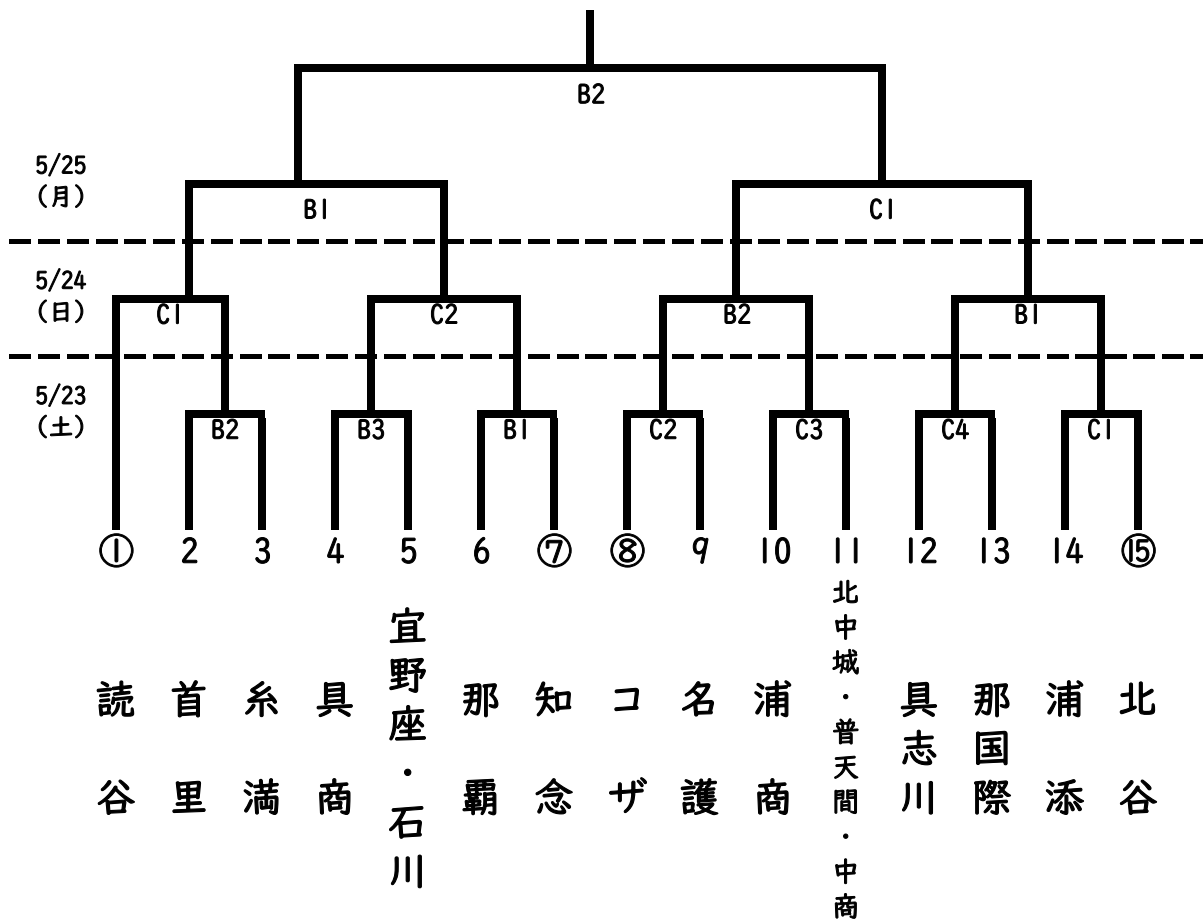 B2
5/25
(月)
B1
C1
5/24
(日)
C1
C2
B2
B1
5/23
(土)
B2
B3
B1
C2
C3
C4
C1
①
2
3
4
5
6
⑦
⑧
9
10
11
12
13
14
⑮
読谷
首里
糸満
具商
宜野座・石川
那覇
知念
コザ
名護
浦商
北中城・普天間・中商
具志川
那国際
浦添
北谷